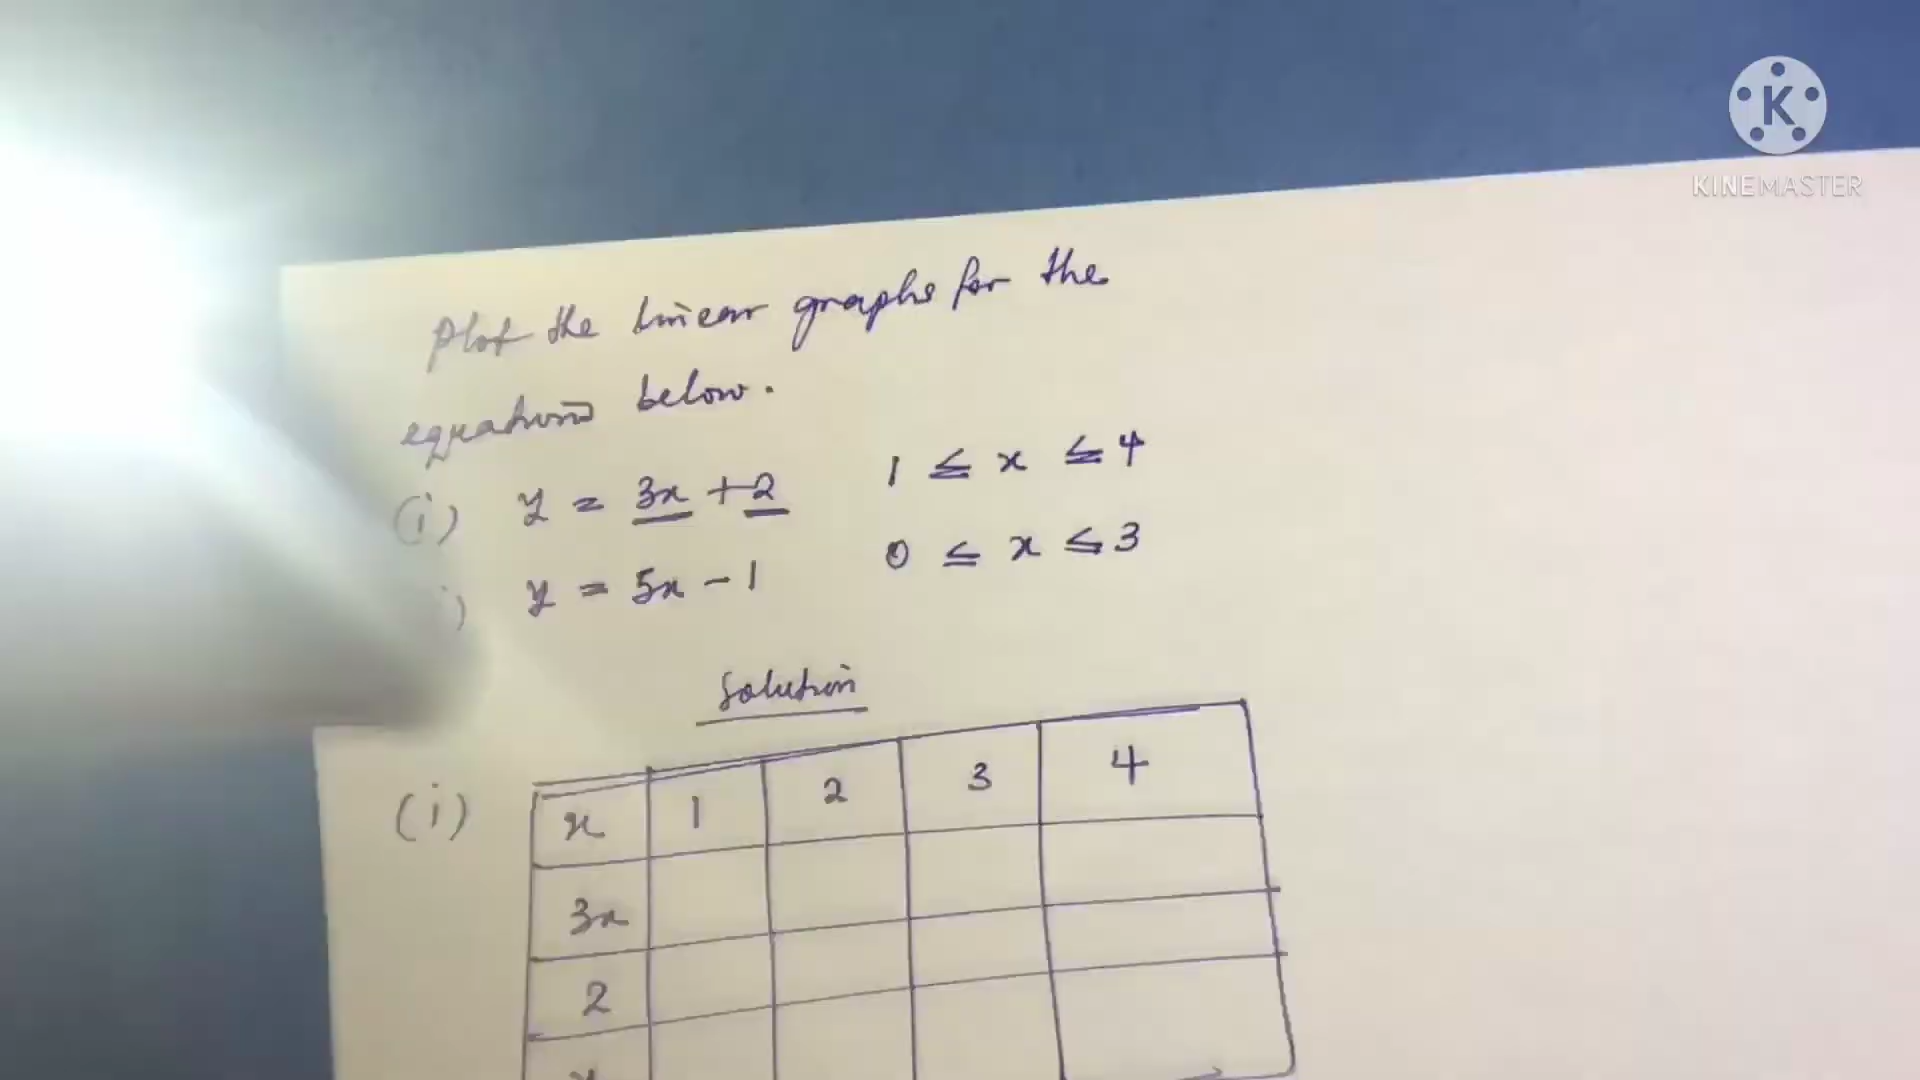 K
KINEMASTER
Plot the linear graphs for the
equations below.
(i) y = 3x + 2 1 ≤ x ≤ 4
i) y = 5x - 1 0 ≤ x ≤ 3
Solution
(i) x 1 2 3 4
3x
2